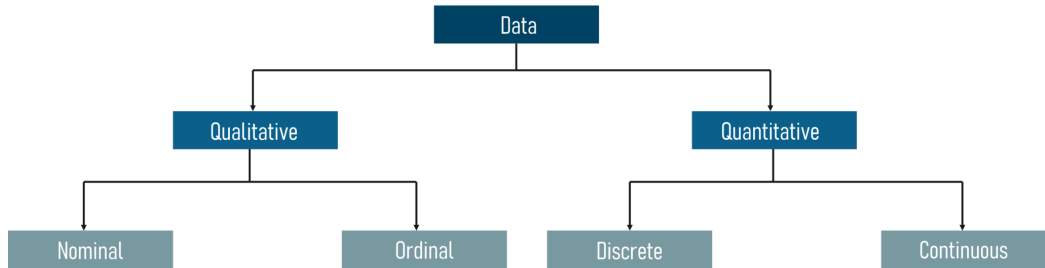 Data
Qualitative
Quantitative
Nominal
Ordinal
Discrete
Continuous